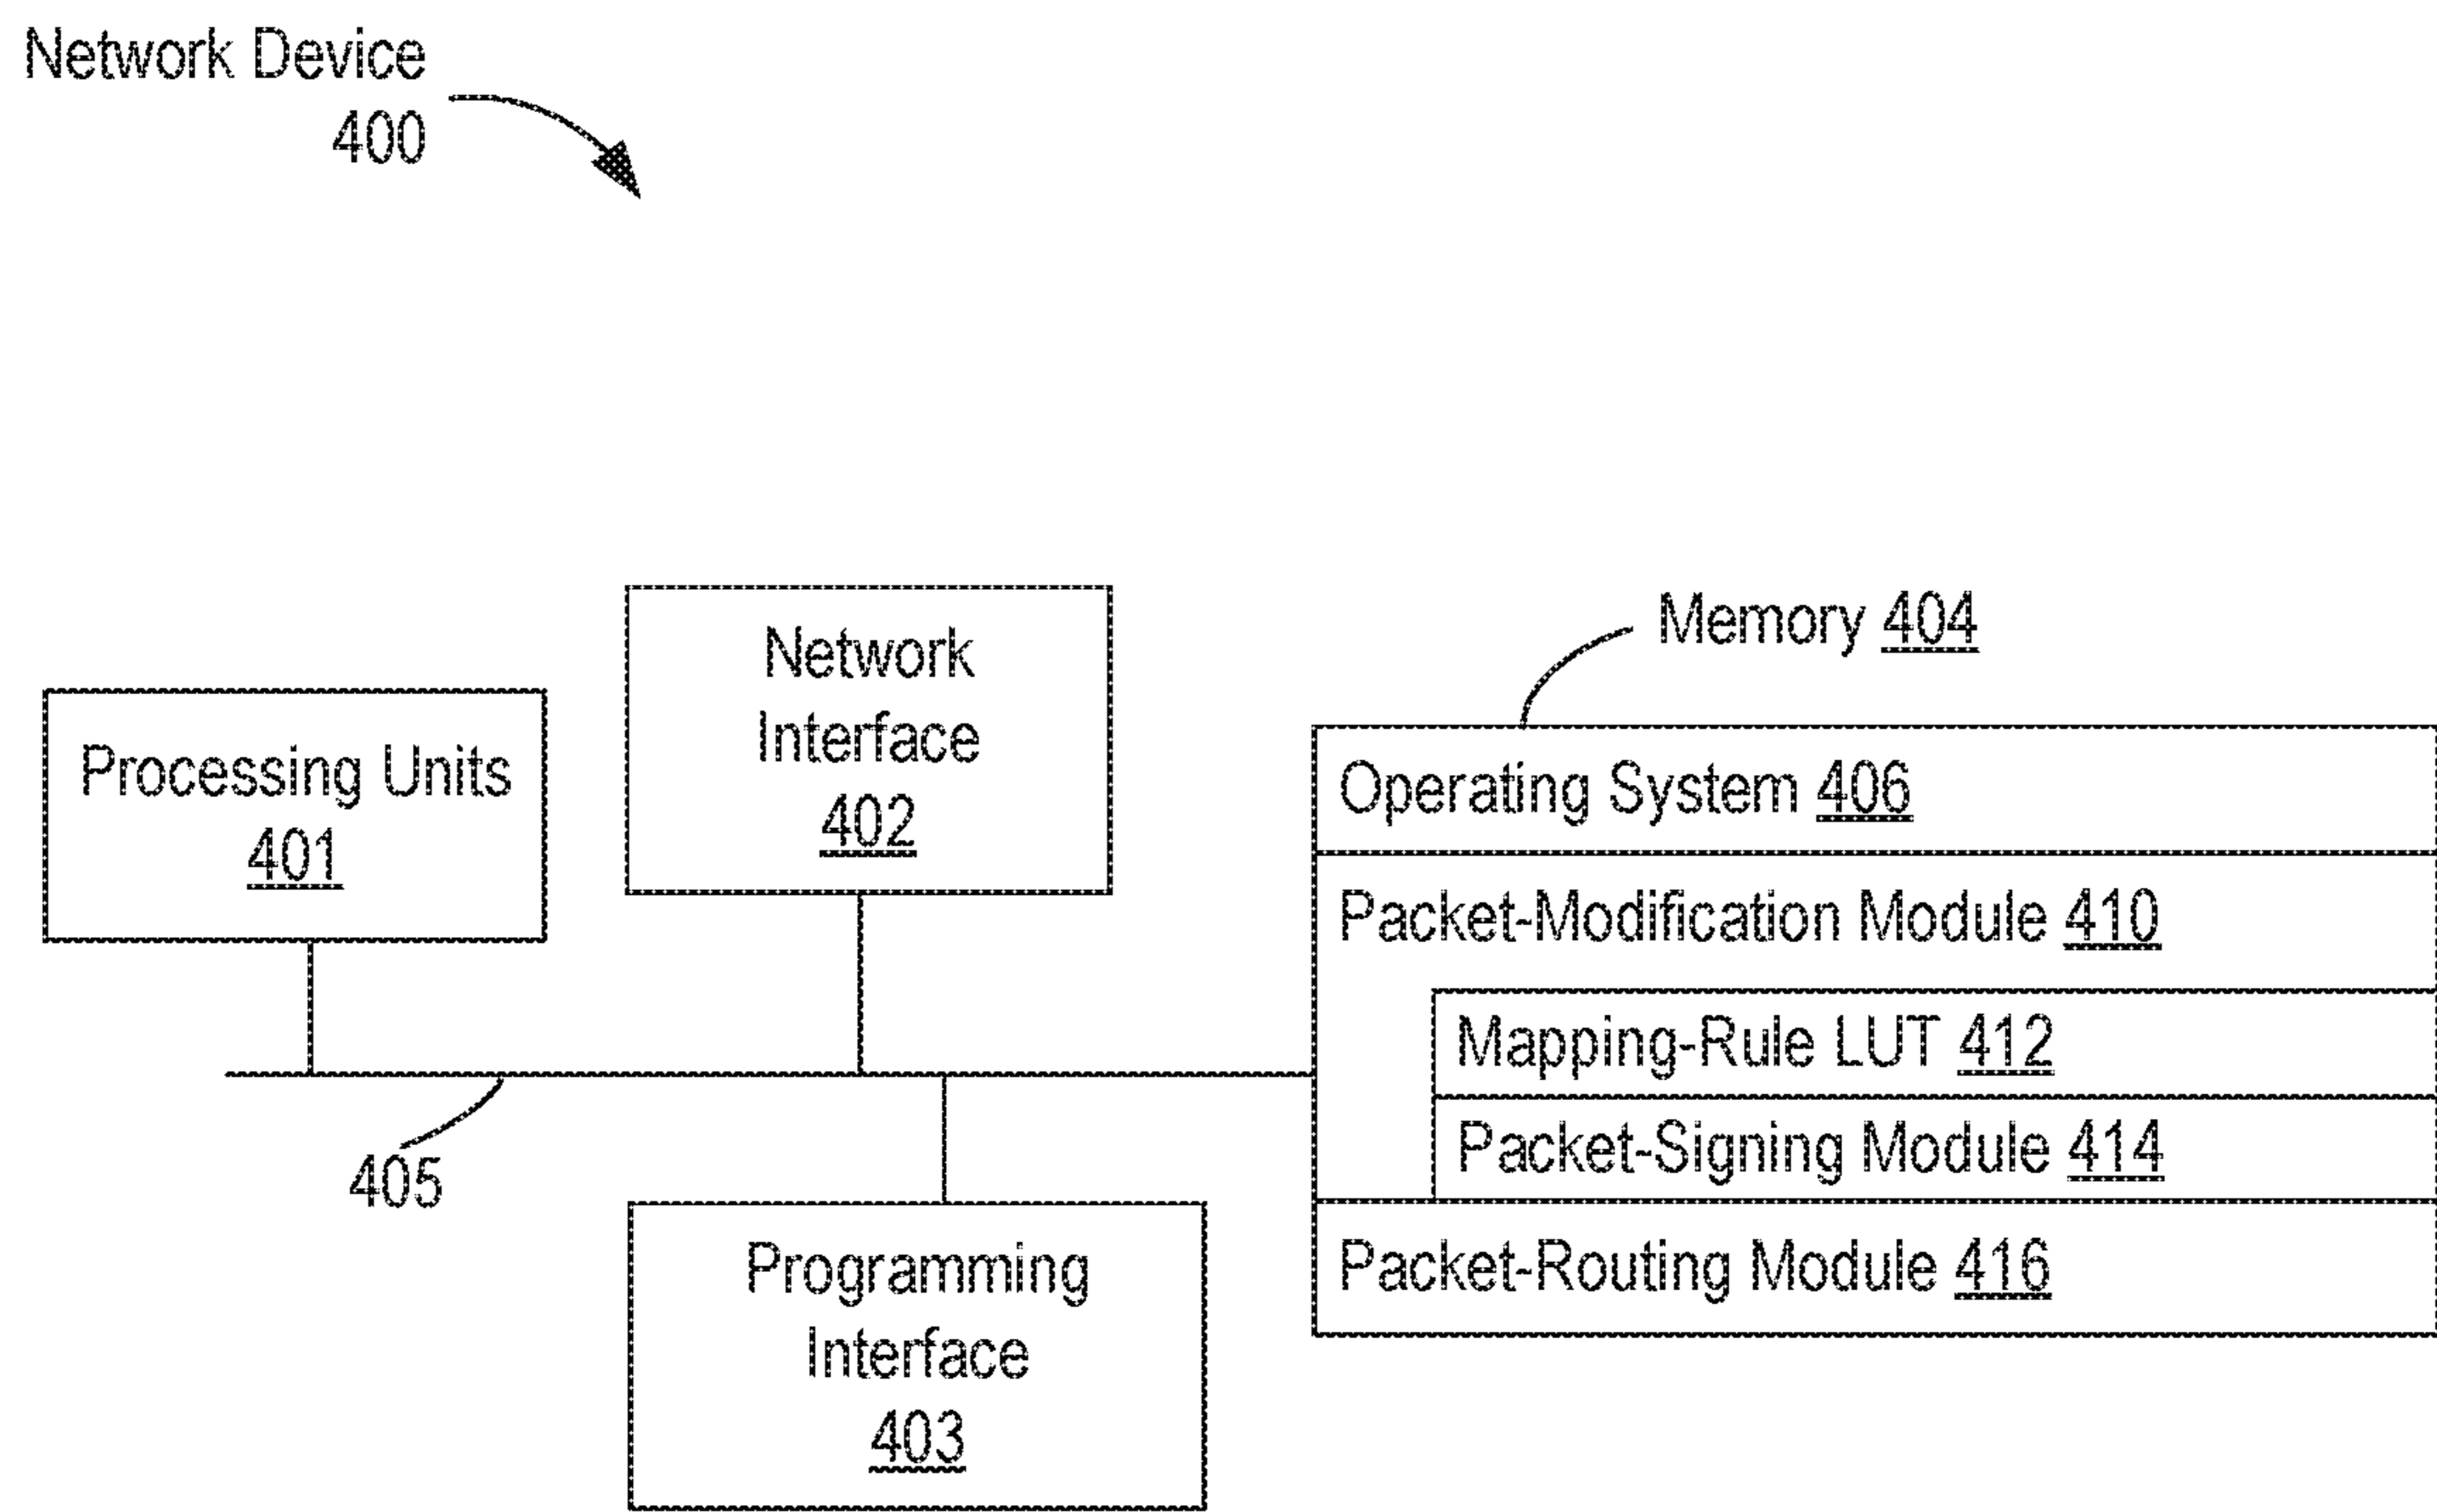 Network Device
400
Network
Interface
402
Memory 404
Processing Units
401
Operating System 406
Packet-Modification Module 410
Mapping-Rule LUT 412
Packet-Signing Module 414
Packet-Routing Module 416
405
Programming
Interface
403